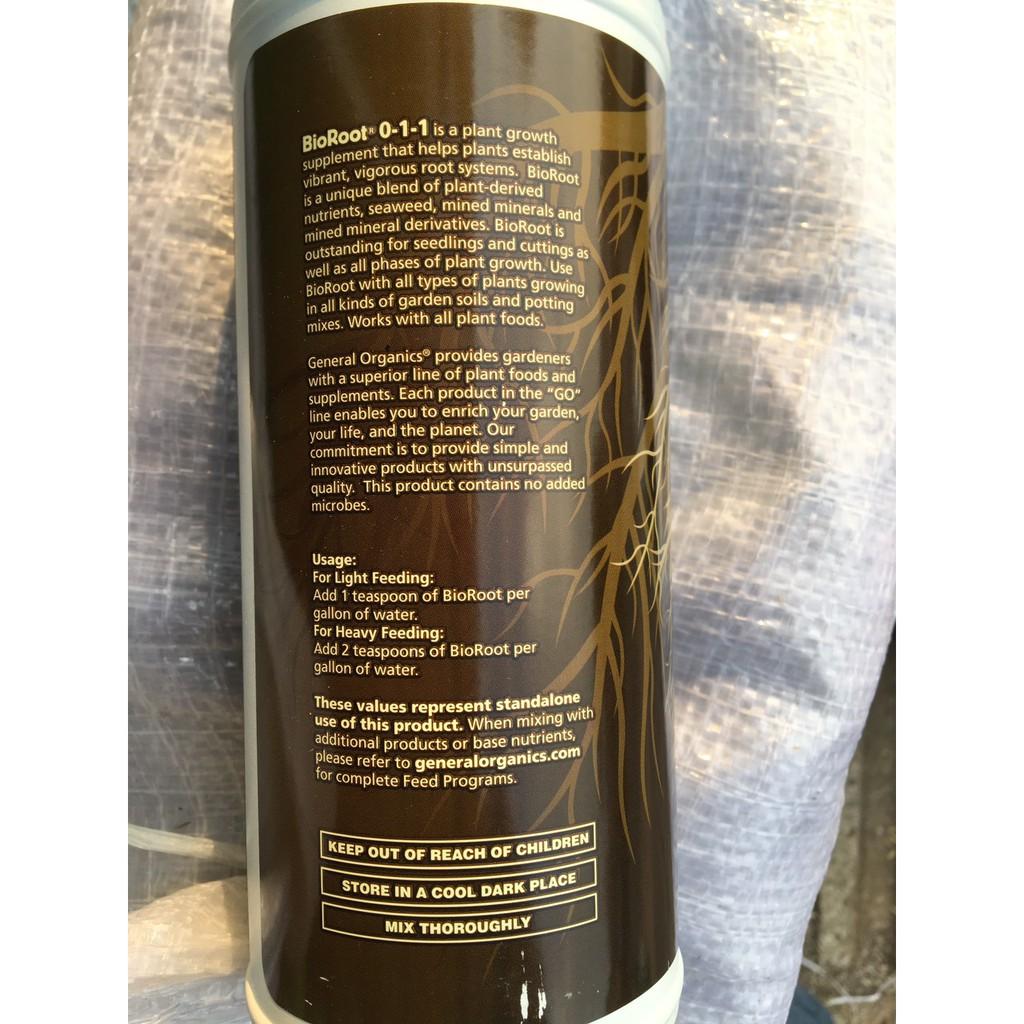 BioRoot® 0-1-1 is a plant growth
supplement that helps plants establish
vibrant, vigorous root systems. BioRoot
is a unique blend of plant-derived
nutrients, seaweed, mined minerals and
mined mineral derivatives. BioRoot is
outstanding for seedlings and cuttings as
well as all phases of plant growth. Use
BioRoot with all types of plants growing
in all kinds of garden soils and potting
mixes. Works with all plant foods.
General Organics® provides gardeners
with a superior line of plant foods and
supplements. Each product in the "GO"
line enables you to enrich your garden,
your life, and the planet. Our
commitment is to provide simple and
innovative products with unsurpassed
quality. This product contains no added
microbes.
Usage:
For Light Feeding:
Add 1 teaspoon of BioRoot per
gallon of water.
For Heavy Feeding:
Add 2 teaspoons of BioRoot per
gallon of water.
These values represent standalone
use of this product. When mixing with
additional products or base nutrients,
please refer to generalorganics.com
for complete Feed Programs.
KEEP OUT OF REACH OF CHILDREN
STORE IN A COOL DARK PLACE
MIX THOROUGHLY